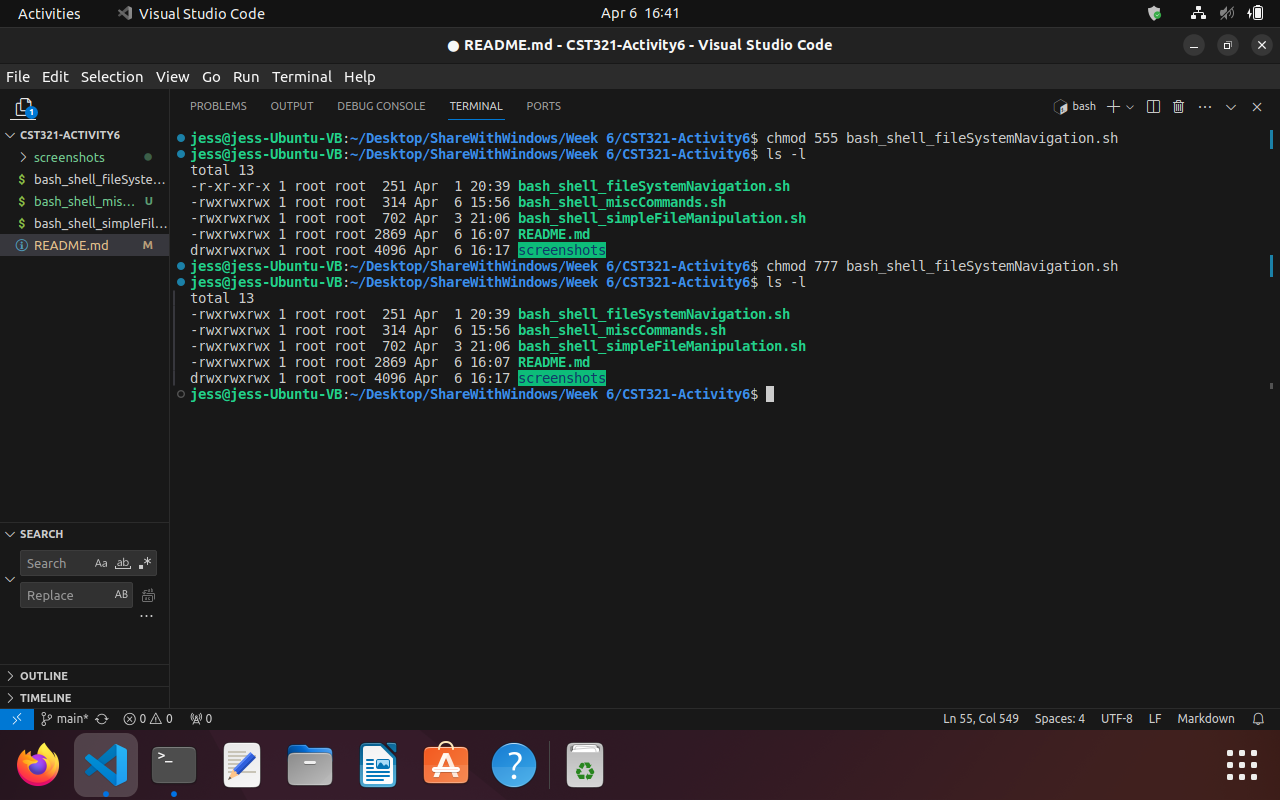 Activities Visual Studio Code Apr 6 16:41
● README.md - CST321-Activity6 - Visual Studio Code
File Edit Selection View Go Run Terminal Help
1
CST321-ACTIVITY6
screenshots
$ bash_shell_fileSyste...
$ bash_shell_mis... U
$ bash_shell_simpleFil...
README.md M
SEARCH
Search Aa ab .*
Replace AB
...
OUTLINE
TIMELINE
PROBLEMS OUTPUT DEBUG CONSOLE TERMINAL PORTS bash
jess@jess-Ubuntu-VB:~/Desktop/ShareWithWindows/Week 6/CST321-Activity6$ chmod 555 bash_shell_fileSystemNavigation.sh
jess@jess-Ubuntu-VB:~/Desktop/ShareWithWindows/Week 6/CST321-Activity6$ ls -l
total 13
-r-xr-xr-x 1 root root  251 Apr  1 20:39 bash_shell_fileSystemNavigation.sh
-rwxrwxrwx 1 root root  314 Apr  6 15:56 bash_shell_miscCommands.sh
-rwxrwxrwx 1 root root  702 Apr  3 21:06 bash_shell_simpleFileManipulation.sh
-rwxrwxrwx 1 root root 2869 Apr  6 16:07 README.md
drwxrwxrwx 1 root root 4096 Apr  6 16:17 screenshots
jess@jess-Ubuntu-VB:~/Desktop/ShareWithWindows/Week 6/CST321-Activity6$ chmod 777 bash_shell_fileSystemNavigation.sh
jess@jess-Ubuntu-VB:~/Desktop/ShareWithWindows/Week 6/CST321-Activity6$ ls -l
total 13
-rwxrwxrwx 1 root root  251 Apr  1 20:39 bash_shell_fileSystemNavigation.sh
-rwxrwxrwx 1 root root  314 Apr  6 15:56 bash_shell_miscCommands.sh
-rwxrwxrwx 1 root root  702 Apr  3 21:06 bash_shell_simpleFileManipulation.sh
-rwxrwxrwx 1 root root 2869 Apr  6 16:07 README.md
drwxrwxrwx 1 root root 4096 Apr  6 16:17 screenshots
jess@jess-Ubuntu-VB:~/Desktop/ShareWithWindows/Week 6/CST321-Activity6$
main* 0 0 0 Ln 55, Col 549 Spaces: 4 UTF-8 LF Markdown
>_ ?